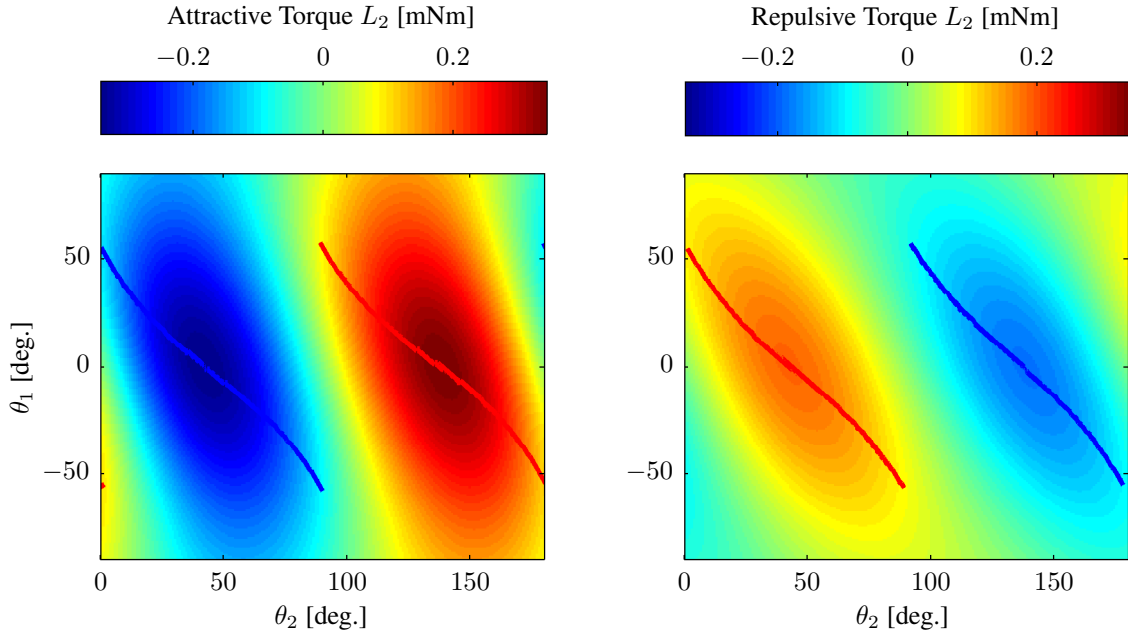 Attractive Torque L₂ [mNm]
−0.2 0 0.2
Repulsive Torque L₂ [mNm]
−0.2 0 0.2
θ₁ [deg.]
50
0
−50
0 50 100 150
θ₂ [deg.]
50
0
−50
0 50 100 150
θ₂ [deg.]